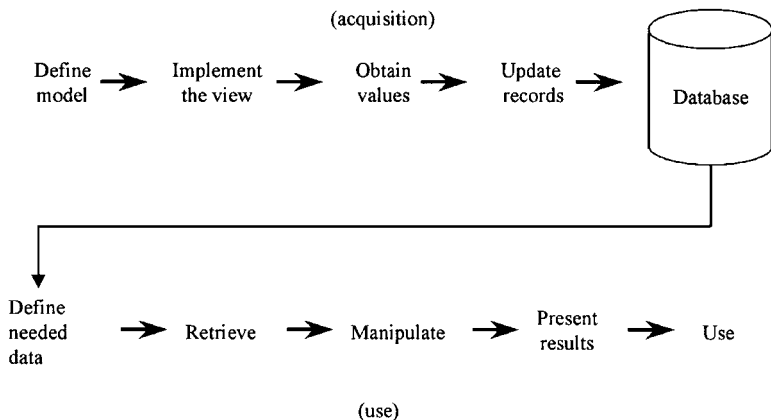 (acquisition)
Define
model
Implement
the view
Obtain
values
Update
records
Database
Define
needed
data
Retrieve
Manipulate
Present
results
Use
(use)